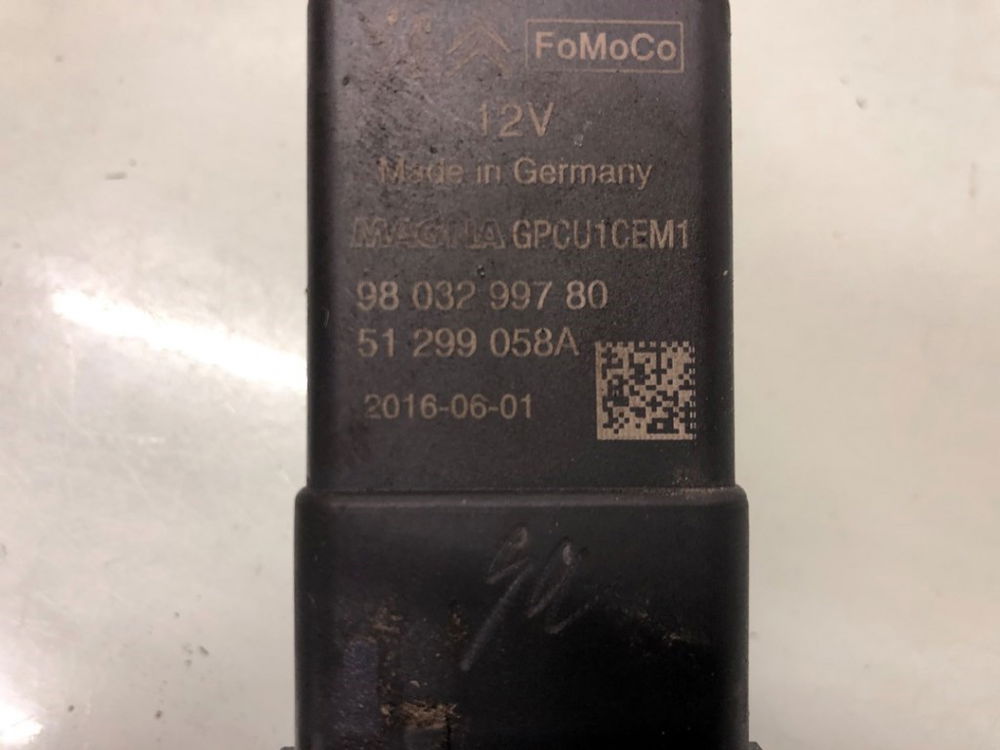 FoMoCo
12V
Made in Germany
MAGNA GPCU1CEM1
98 032 997 80
51 299 058A
2016-06-01